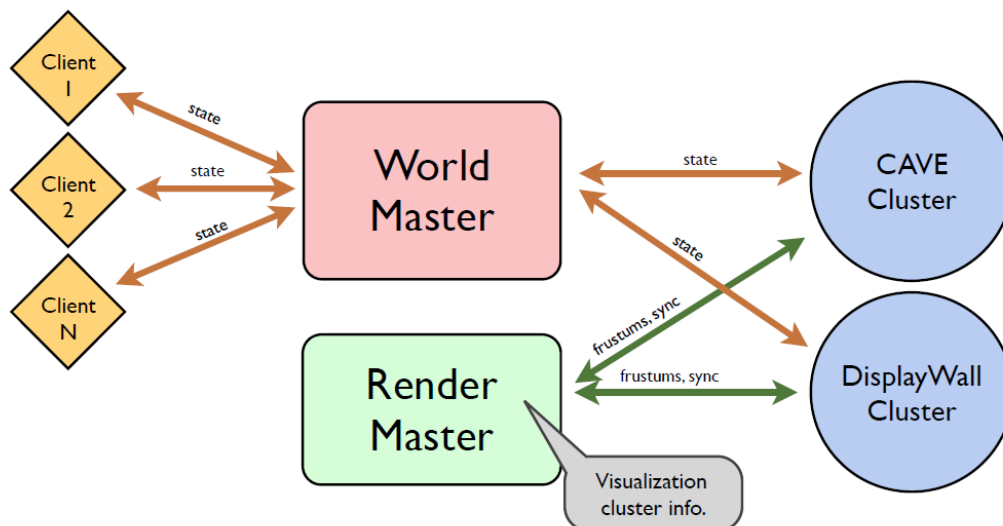 Client
1
state
Client
2
state
Client
N
state
World
Master
state
state
CAVE
Cluster
frustums, sync
frustums, sync
Render
Master
DisplayWall
Cluster
Visualization
cluster info.